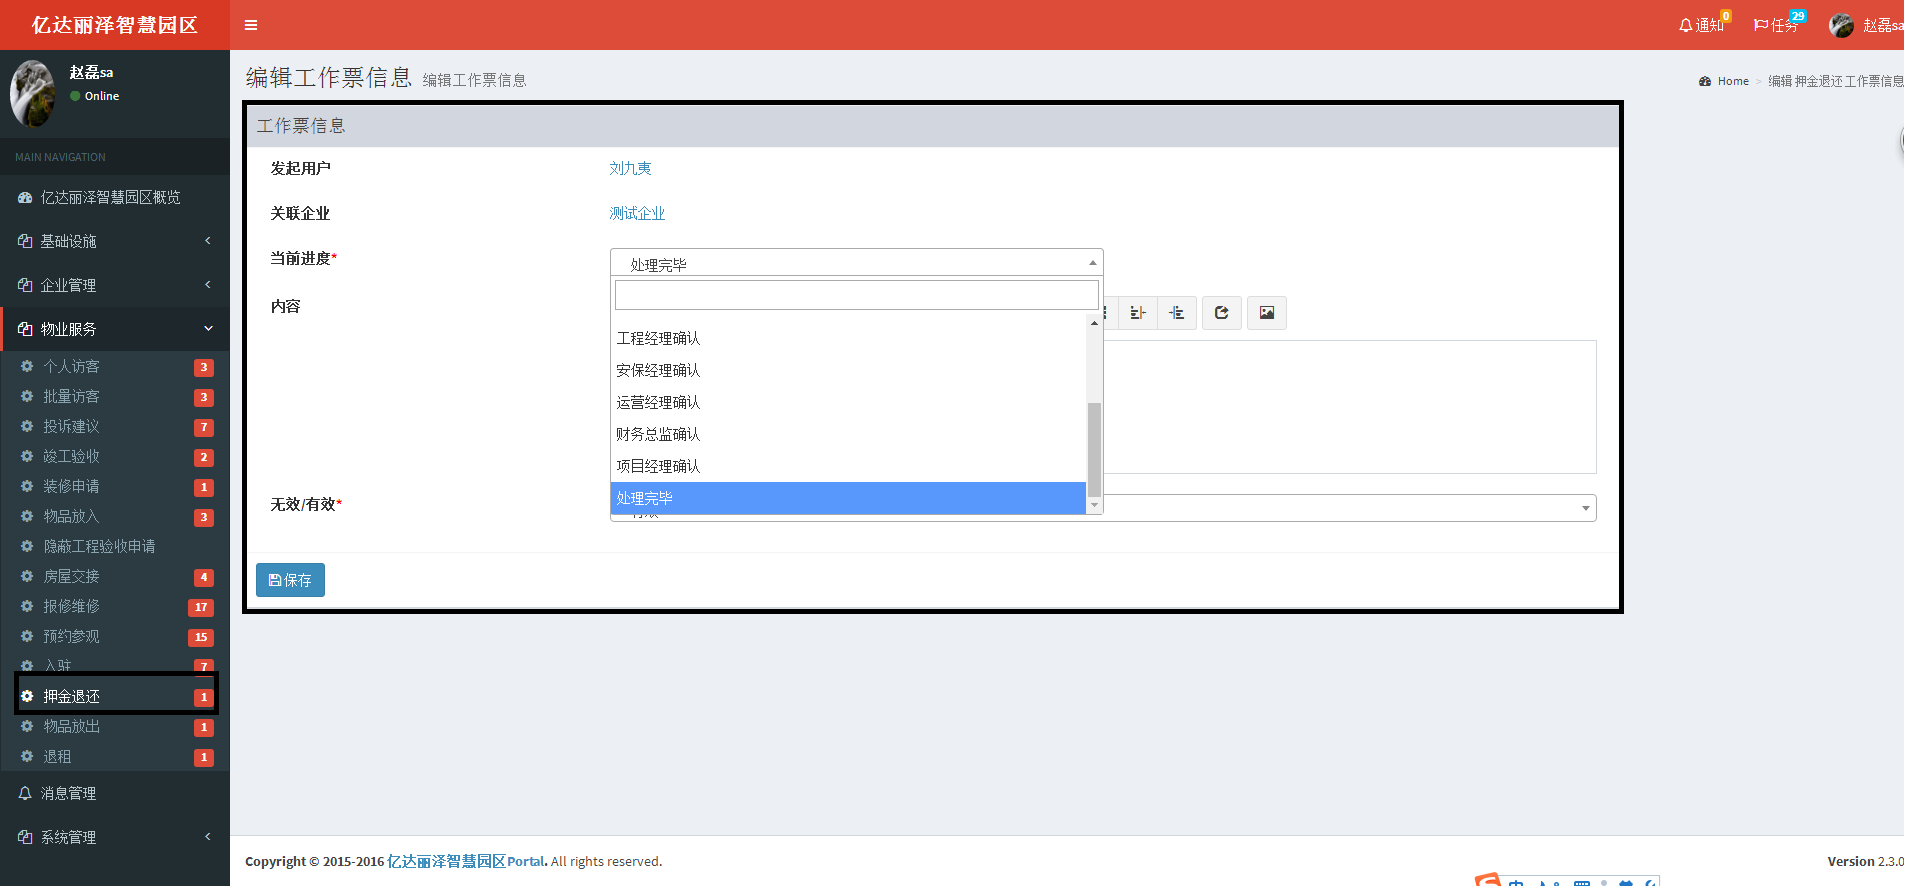 亿达丽泽智慧园区
通知
0
任务
29
赵磊sa
赵磊sa
Online
MAIN NAVIGATION
亿达丽泽智慧园区概览
基础设施
企业管理
物业服务
个人访客 3
批量访客 3
投诉建议 7
竣工验收 2
装修申请 1
物品放入 3
隐蔽工程验收申请
房屋交接 4
报修维修 17
预约参观 15
入驻 7
押金退还 1
物品放出 1
退租 1
消息管理
系统管理
编辑工作票信息 编辑工作票信息
Home > 编辑 押金退还 工作票信息
工作票信息
发起用户 刘九夷
关联企业 测试企业
当前进度* 处理完毕
内容
工程经理确认
安保经理确认
运营经理确认
财务总监确认
项目经理确认
处理完毕
无效/有效*
保存
Copyright © 2015-2016 亿达丽泽智慧园区Portal. All rights reserved.
Version 2.3.0